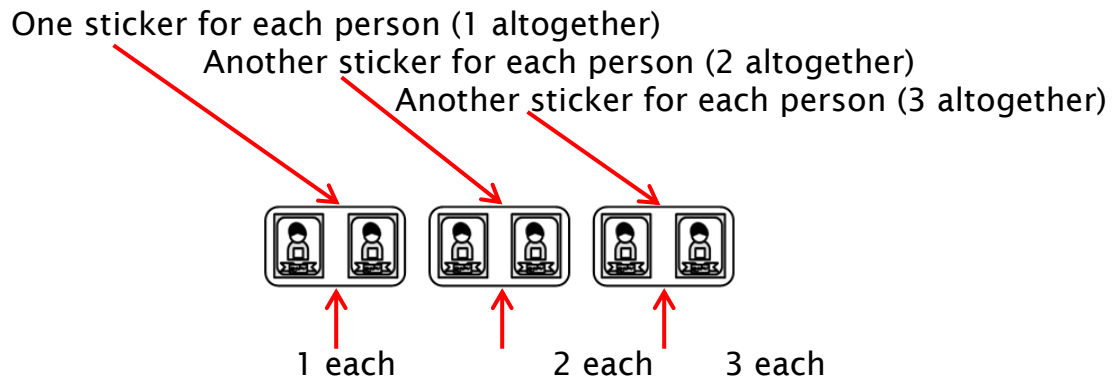 One sticker for each person (1 altogether)
Another sticker for each person (2 altogether)
Another sticker for each person (3 altogether)
1 each 2 each 3 each